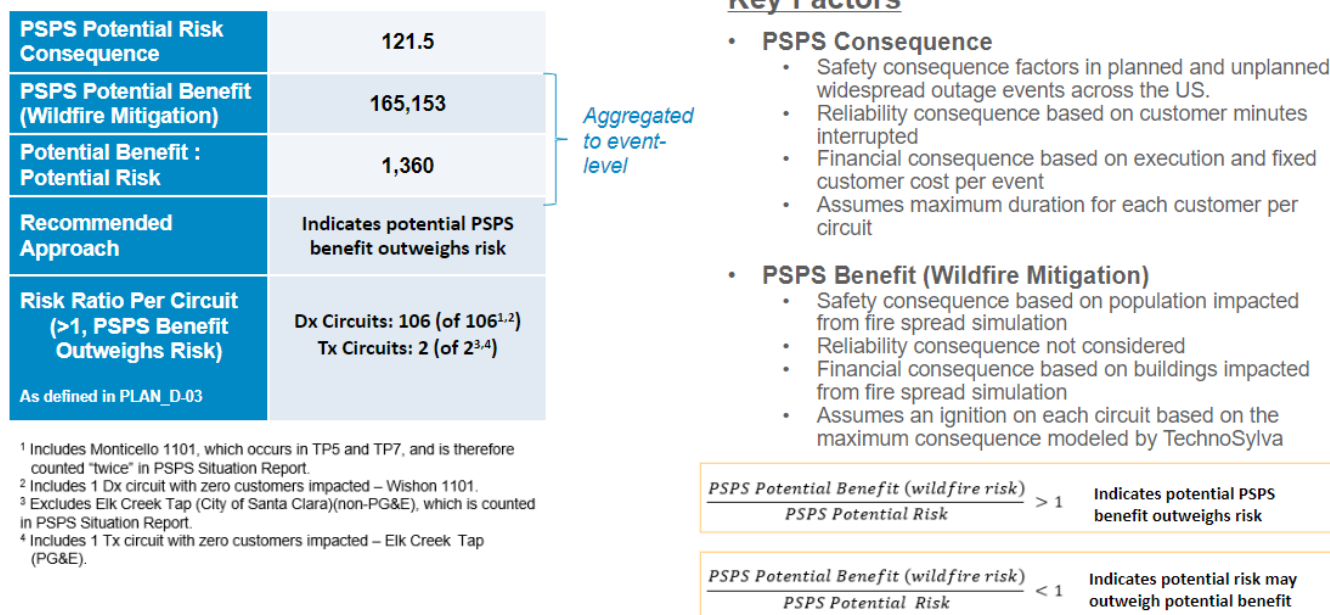 PSPS Potential Risk
Consequence
121.5
PSPS Potential Benefit
(Wildfire Mitigation)
165,153
Potential Benefit :
Potential Risk
1,360
Aggregated
to event-
level
Recommended
Approach
Indicates potential PSPS
benefit outweighs risk
Risk Ratio Per Circuit
(>1, PSPS Benefit
Outweighs Risk)
As defined in PLAN_D-03
Dx Circuits: 106 (of 106¹,²)
Tx Circuits: 2 (of 2³,⁴)
¹ Includes Monticello 1101, which occurs in TP5 and TP7, and is therefore
counted "twice" in PSPS Situation Report.
² Includes 1 Dx circuit with zero customers impacted – Wishon 1101.
³ Excludes Elk Creek Tap (City of Santa Clara)(non-PG&E), which is counted
in PSPS Situation Report.
⁴ Includes 1 Tx circuit with zero customers impacted – Elk Creek Tap
(PG&E).
Key Factors
• PSPS Consequence
• Safety consequence factors in planned and unplanned
widespread outage events across the US.
• Reliability consequence based on customer minutes
interrupted
• Financial consequence based on execution and fixed
customer cost per event
• Assumes maximum duration for each customer per
circuit
• PSPS Benefit (Wildfire Mitigation)
• Safety consequence based on population impacted
from fire spread simulation
• Reliability consequence not considered
• Financial consequence based on buildings impacted
from fire spread simulation
• Assumes an ignition on each circuit based on the
maximum consequence modeled by TechnoSylva
PSPS Potential Benefit (wildfire risk)
PSPS Potential Risk
> 1
Indicates potential PSPS
benefit outweighs risk
PSPS Potential Benefit (wildfire risk)
PSPS Potential Risk
< 1
Indicates potential risk may
outweigh potential benefit